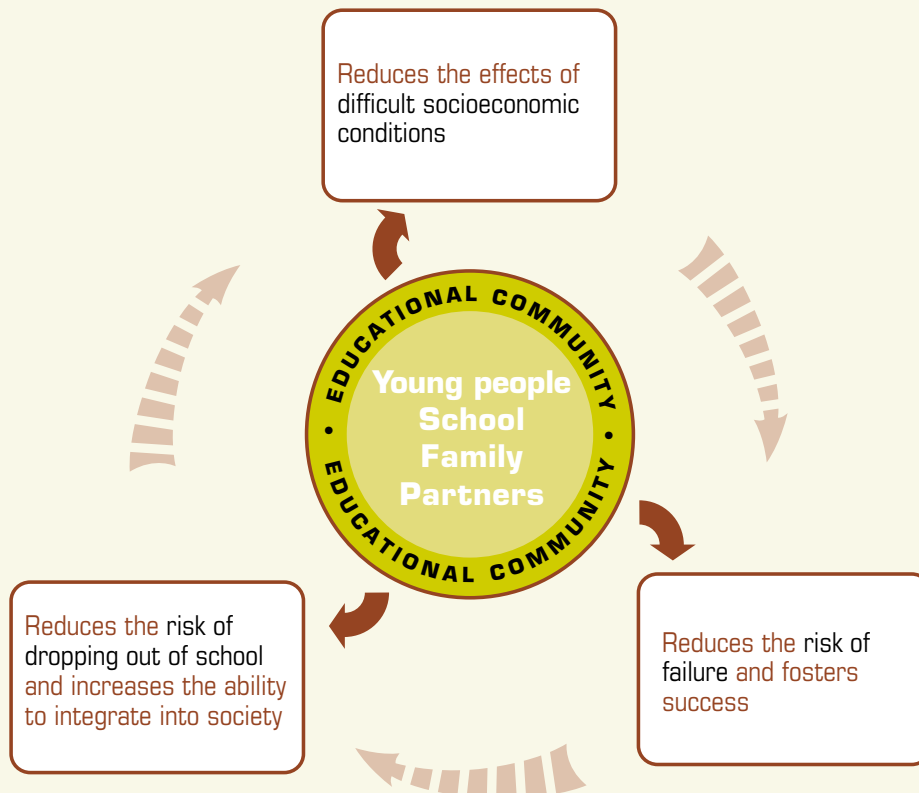 Reduces the effects of
difficult socioeconomic
conditions
• EDUCATIONAL COMMUNITY •
Young people
School
Family
Partners
EDUCATIONAL COMMUNITY
Reduces the risk of
dropping out of school
and increases the ability
to integrate into society
Reduces the risk of
failure and fosters
success